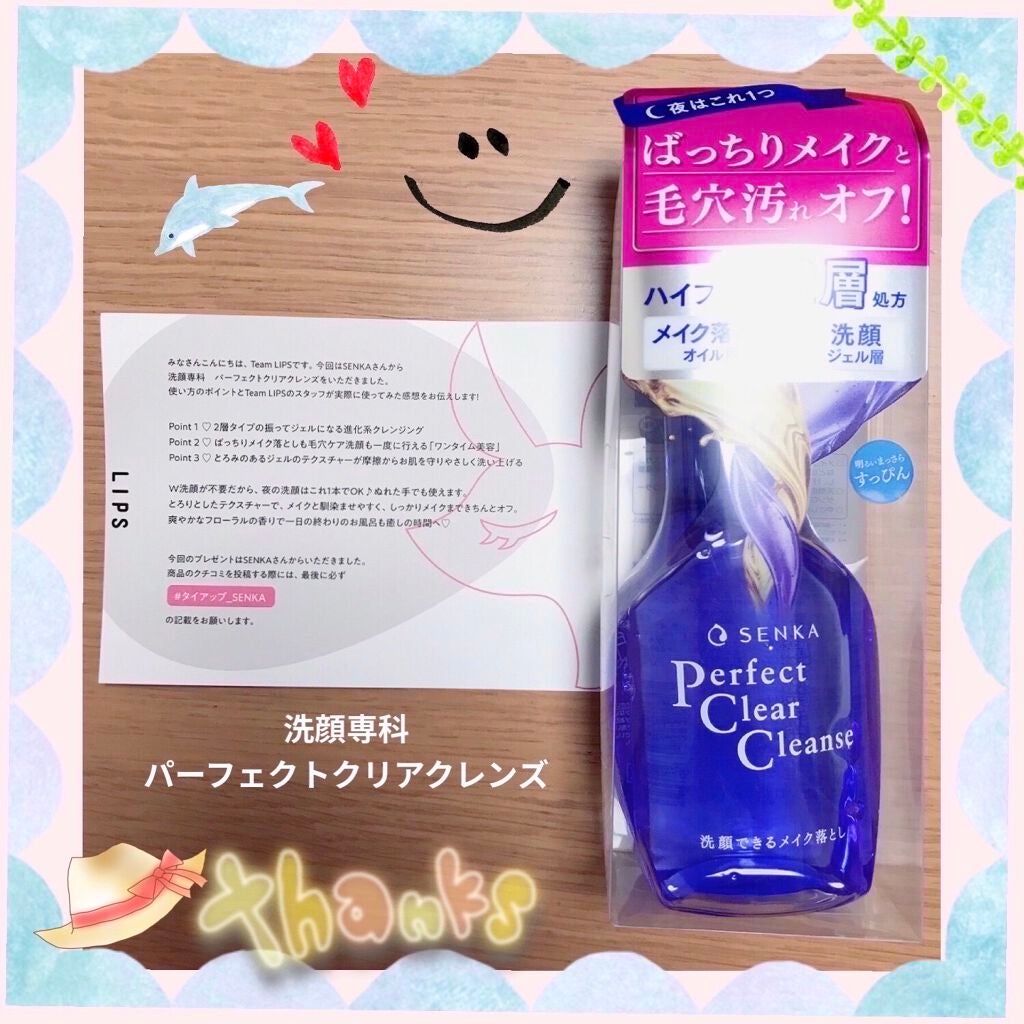 夜はこれ1つ
ばっちりメイクと
毛穴汚れオフ!
ハイ
層処方
メイク落
オイル
洗顔
ジェル層
明るいまっさら
すっぴん
SENKA
Perfect
Clear
Cleanse
洗顔できるメイク落とし
LIPS
みなさんこんにちは、Team LIPSです。今回はSENKAさんから
洗顔専科 パーフェクトクリアクレンズをいただきました。
使い方のポイントとTeam LIPSのスタッフが実際に使ってみた感想をお伝えします!
Point 1 ♡ 2層タイプの振ってジェルになる進化系クレンジング
Point 2 ♡ ばっちりメイク落としも毛穴ケア洗顔も一度に行える「ワンタイム美容」
Point 3 ♡ とろみのあるジェルのテクスチャーが摩擦からお肌を守りやさしく洗い上げる
W洗顔が不要だから、夜の洗顔はこれ1本でOK♪ぬれた手でも使えます。
とろりとしたテクスチャーで、メイクと馴染ませやすく、しっかりメイクまできちんとオフ。
爽やかなフローラルの香りで一日の終わりのお風呂も癒しの時間へ♡
今回のプレゼントはSENKAさんからいただきました。
商品のクチコミを投稿する際には、最後に必ず
#タイアップ_SENKA
の記載をお願いします。
洗顔専科
パーフェクトクリアクレンズ
thanks